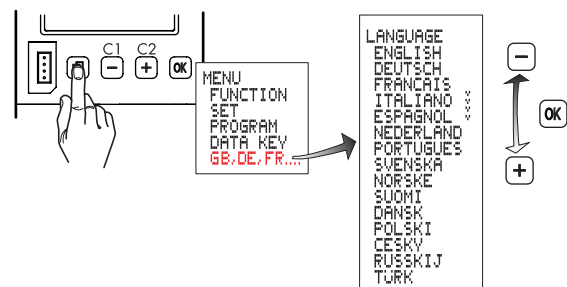 C1 C2
− + OK
MENU
FUNCTION
SET
PROGRAM
DATA KEY
GB,DE,FR....
LANGUAGE
ENGLISH
DEUTSCH
FRANCAIS
ITALIANO
ESPAGNOL
NEDERLAND
PORTUGUES
SVENSKA
NORSKE
SUOMI
DANSK
POLSKI
CESKY
RUSSKIJ
TURK
−
OK
+